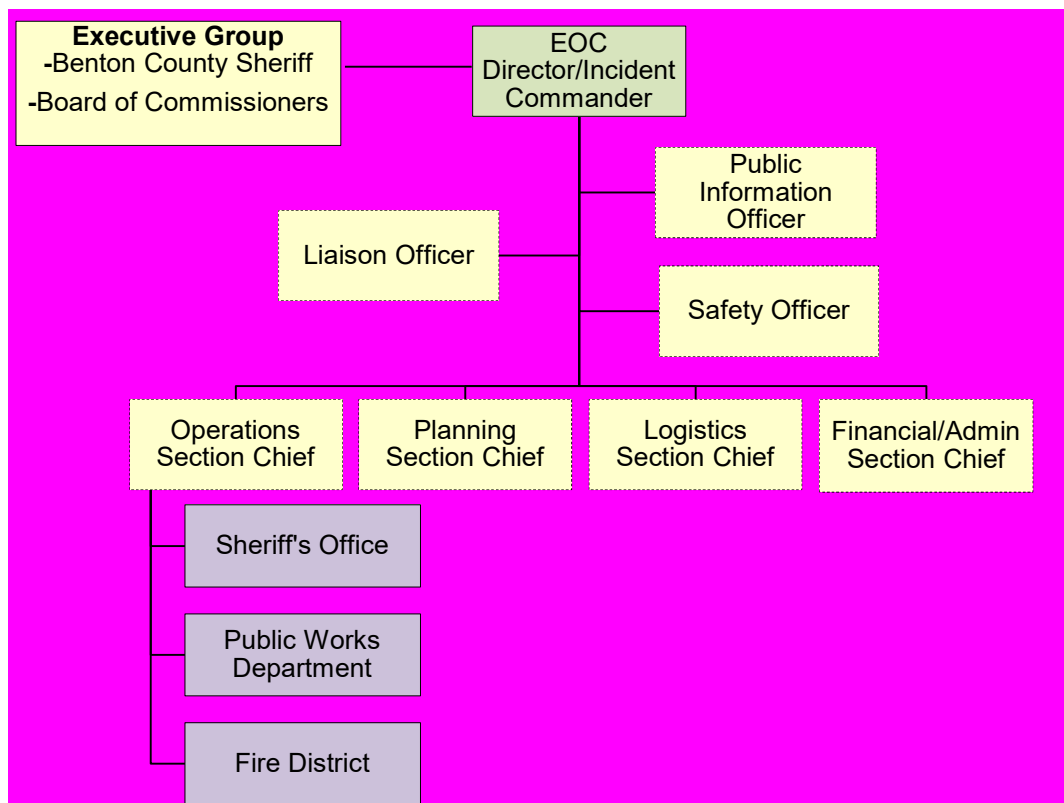 Executive Group
-Benton County Sheriff
-Board of Commissioners
EOC
Director/Incident
Commander
Public
Information
Officer
Liaison Officer
Safety Officer
Operations
Section Chief
Planning
Section Chief
Logistics
Section Chief
Financial/Admin
Section Chief
Sheriff's Office
Public Works
Department
Fire District